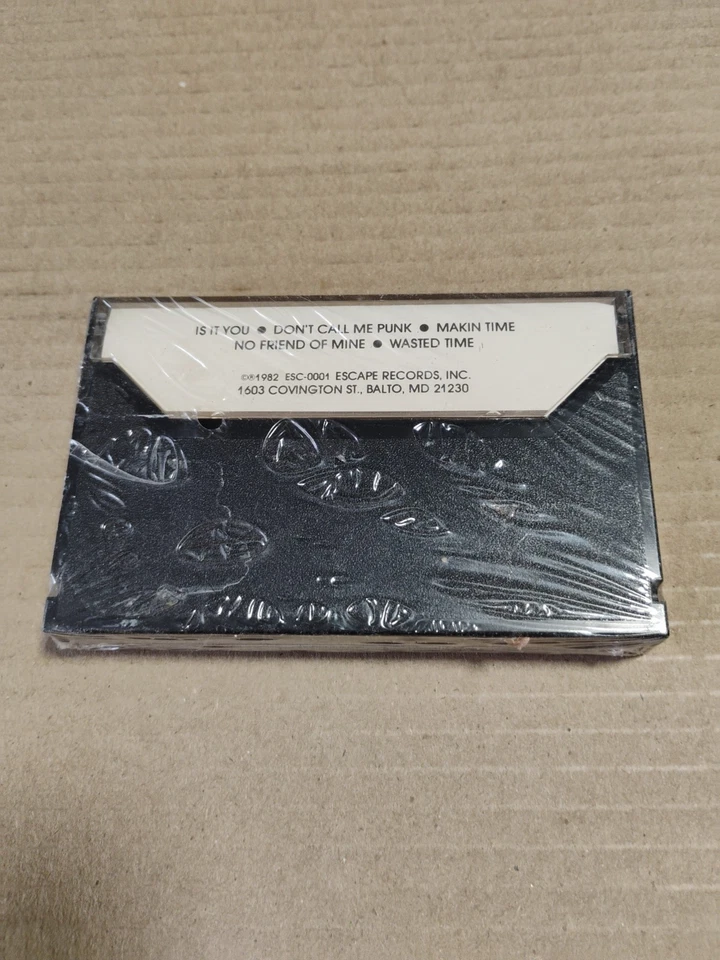 IS IT YOU ● DON'T CALL ME PUNK ● MAKIN TIME
NO FRIEND OF MINE ● WASTED TIME
©℗1982 ESC-0001 ESCAPE RECORDS, INC.
1603 COVINGTON ST., BALTO, MD 21230